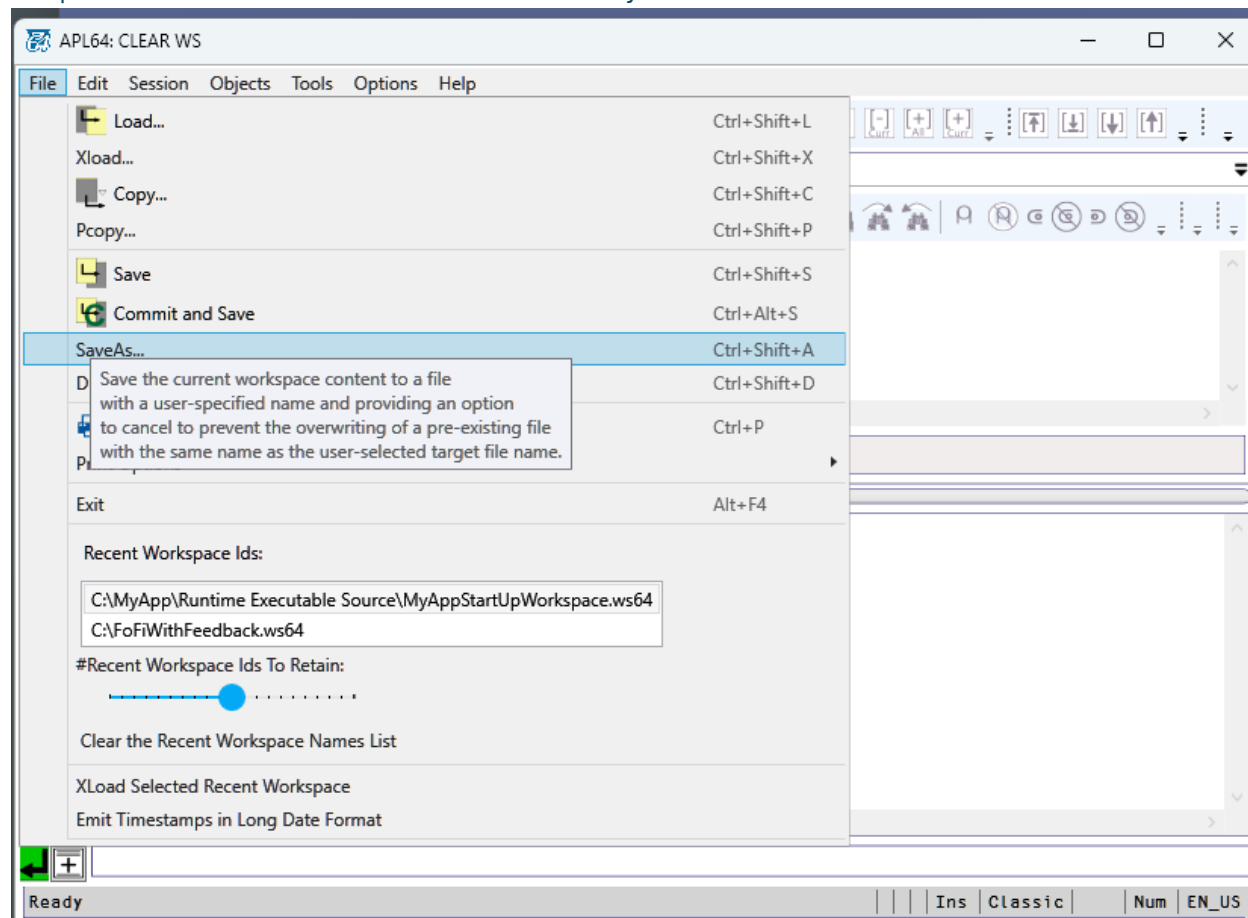 APL64: CLEAR WS
File Edit Session Objects Tools Options Help
Load... Ctrl+Shift+L
Xload... Ctrl+Shift+X
Copy... Ctrl+Shift+C
Pcopy... Ctrl+Shift+P
Save Ctrl+Shift+S
Commit and Save Ctrl+Alt+S
SaveAs... Ctrl+Shift+A
D Ctrl+Shift+D
Save the current workspace content to a file
with a user-specified name and providing an option
to cancel to prevent the overwriting of a pre-existing file
with the same name as the user-selected target file name.
Ctrl+P
Exit Alt+F4
Recent Workspace Ids:
C:\MyApp\Runtime Executable Source\MyAppStartUpWorkspace.ws64
C:\FoFiWithFeedback.ws64
#Recent Workspace Ids To Retain:
Clear the Recent Workspace Names List
XLoad Selected Recent Workspace
Emit Timestamps in Long Date Format
[-] Curr [+] All [+] Curr
Ready Ins Classic Num EN_US